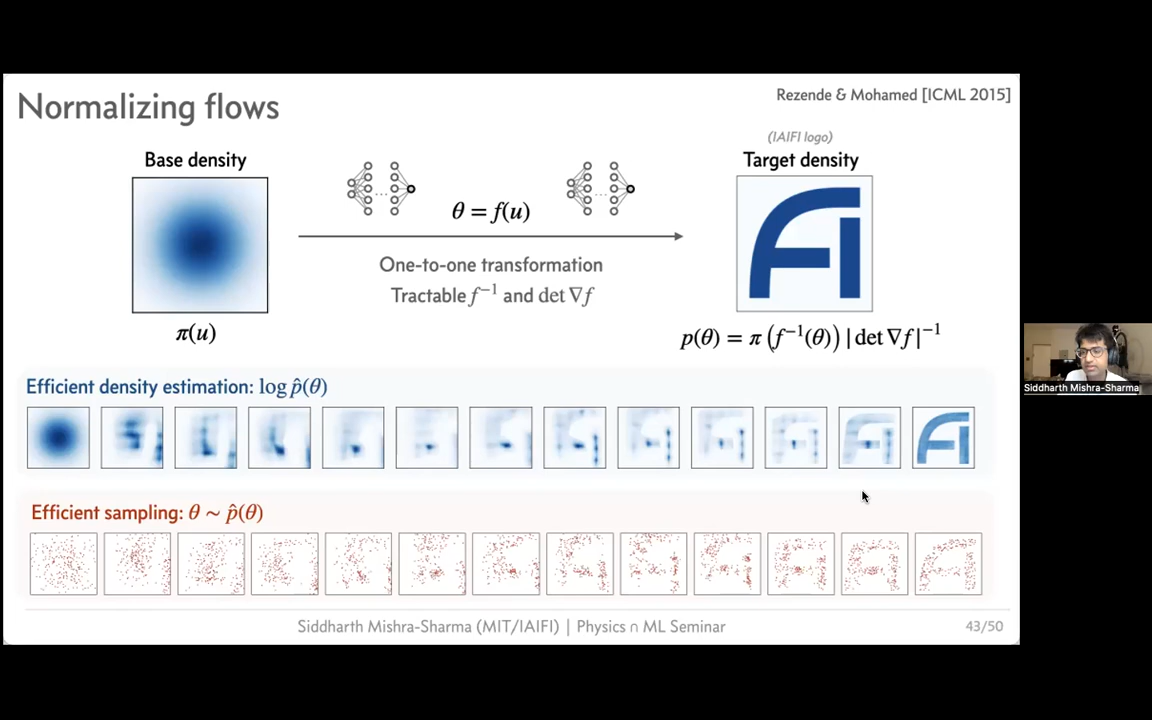 Normalizing flows
Rezende & Mohamed [ICML 2015]
(IAIFI logo)
Base density
Target density
θ = f(u)
One-to-one transformation
Tractable f⁻¹ and det ∇f
π(u)
p(θ) = π (f⁻¹(θ)) | det ∇f |⁻¹
Efficient density estimation: log p̂(θ)
Efficient sampling: θ ∼ p̂(θ)
Siddharth Mishra-Sharma (MIT/IAIFI) | Physics ∩ ML Seminar
43/50
Siddharth Mishra-Sharma